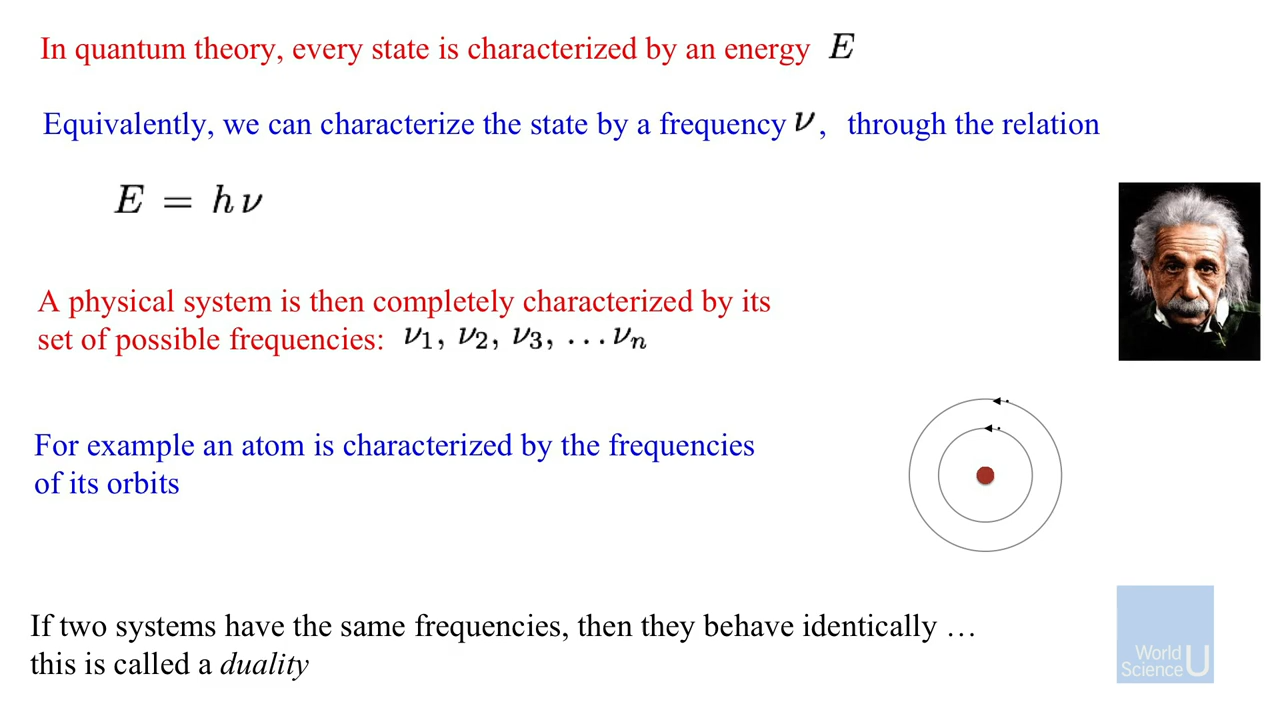 In quantum theory, every state is characterized by an energy E
Equivalently, we can characterize the state by a frequency ν, through the relation
E = hν
A physical system is then completely characterized by its
set of possible frequencies: ν₁, ν₂, ν₃, ...νₙ
For example an atom is characterized by the frequencies
of its orbits
If two systems have the same frequencies, then they behave identically …
this is called a duality
World
Science U